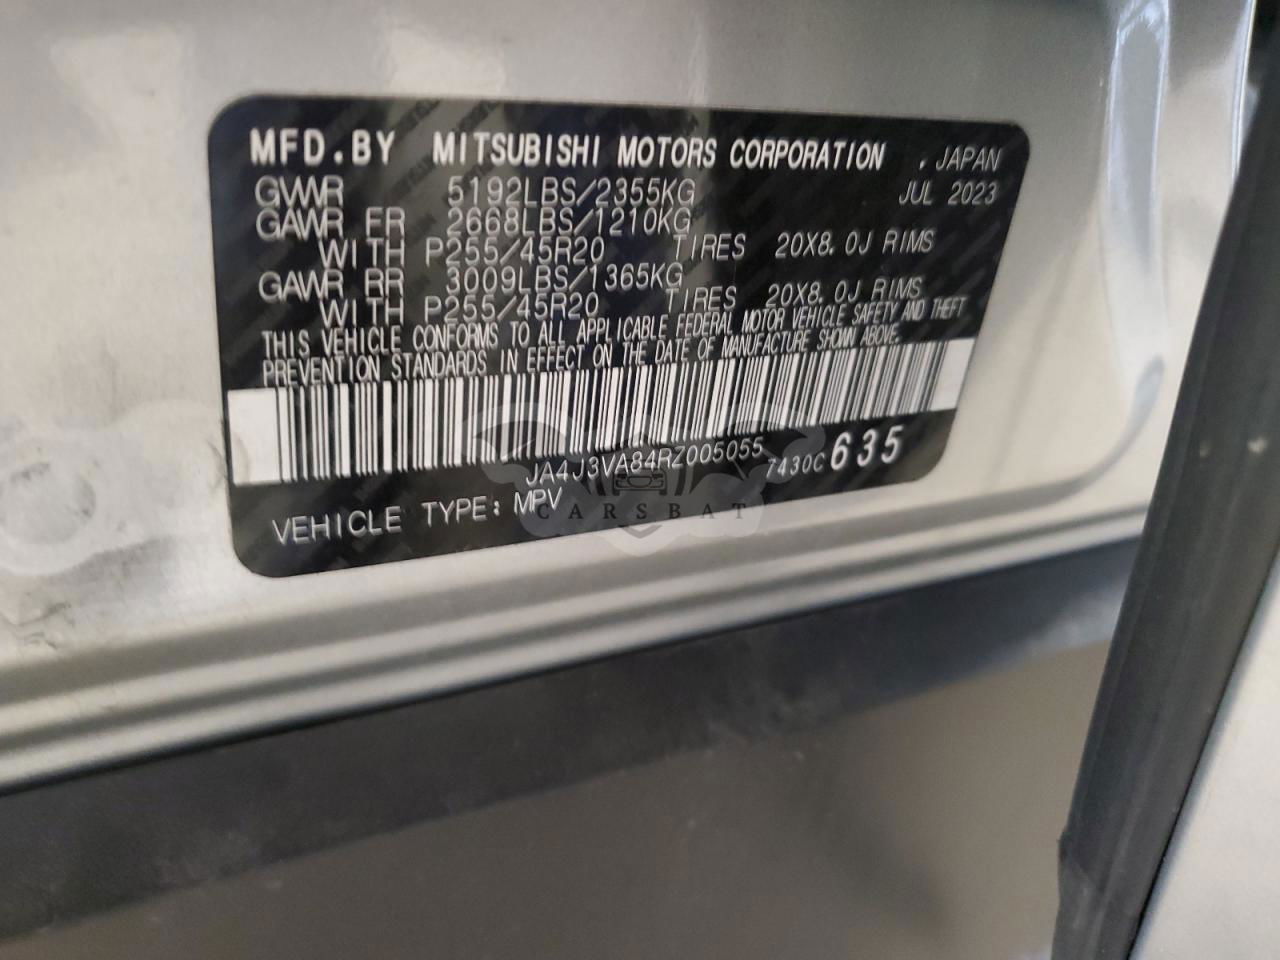 MFD.BY MITSUBISHI MOTORS CORPORATION . JAPAN
GVWR 5192LBS/2355KG JUL 2023
GAWR FR 2668LBS/1210KG
WITH P255/45R20 TIRES 20X8.0J RIMS
GAWR RR 3009LBS/1365KG
WITH P255/45R20 TIRES 20X8.0J RIMS
THIS VEHICLE CONFORMS TO ALL APPLICABLE FEDERAL MOTOR VEHICLE SAFETY AND THEFT
PREVENTION STANDARDS IN EFFECT ON THE DATE OF MANUFACTURE SHOWN ABOVE.
JA4J3VA84RZ005055 7430C 635
VEHICLE TYPE: MPV
CARSBAT